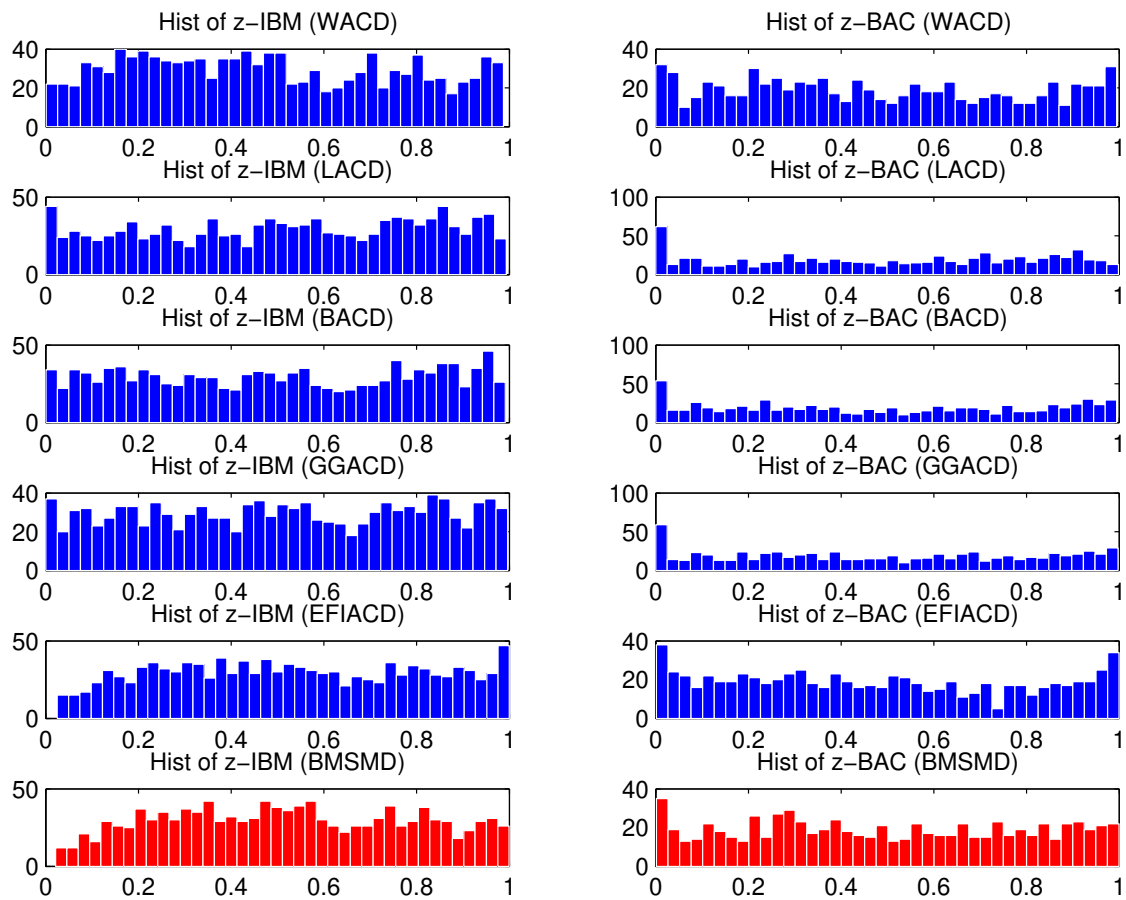 Hist of z−IBM (WACD)
40
20
0
0 0.2 0.4 0.6 0.8 1
Hist of z−BAC (WACD)
40
20
0
0 0.2 0.4 0.6 0.8 1
Hist of z−IBM (LACD)
50
0
0 0.2 0.4 0.6 0.8 1
Hist of z−BAC (LACD)
100
50
0
0 0.2 0.4 0.6 0.8 1
Hist of z−IBM (BACD)
50
0
0 0.2 0.4 0.6 0.8 1
Hist of z−BAC (BACD)
100
50
0
0 0.2 0.4 0.6 0.8 1
Hist of z−IBM (GGACD)
40
20
0
0 0.2 0.4 0.6 0.8 1
Hist of z−BAC (GGACD)
100
50
0
0 0.2 0.4 0.6 0.8 1
Hist of z−IBM (EFIACD)
50
0
0 0.2 0.4 0.6 0.8 1
Hist of z−BAC (EFIACD)
40
20
0
0 0.2 0.4 0.6 0.8 1
Hist of z−IBM (BMSMD)
50
0
0 0.2 0.4 0.6 0.8 1
Hist of z−BAC (BMSMD)
40
20
0
0 0.2 0.4 0.6 0.8 1